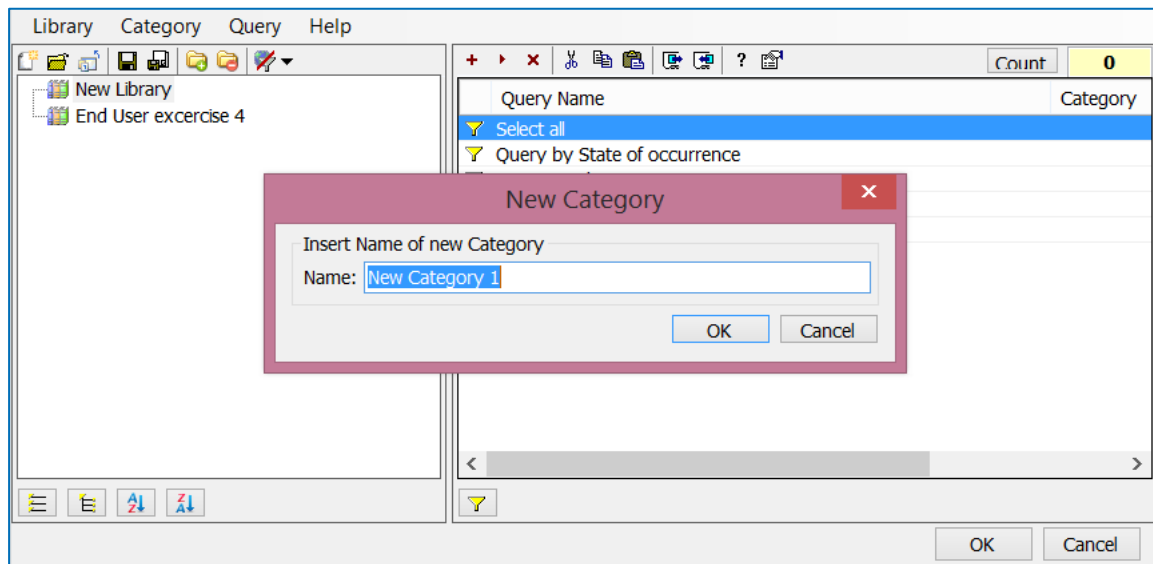 Library Category Query Help
Count 0
New Library
End User excercise 4
Query Name Category
Select all
Query by State of occurrence
New Category
Insert Name of new Category
Name: New Category 1
OK Cancel
OK Cancel